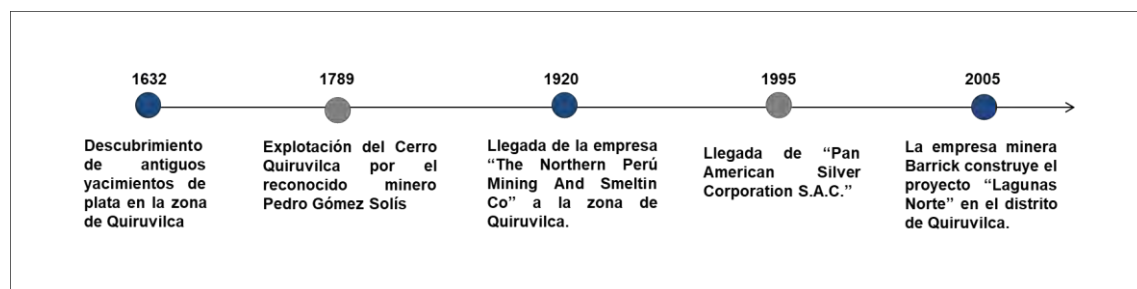 1632
Descubrimiento
de antiguos
yacimientos de
plata en la zona
de Quiruvilca
1789
Explotación del Cerro
Quiruvilca por el
reconocido minero
Pedro Gómez Solís
1920
Llegada de la empresa
“The Northern Perú
Mining And Smeltin
Co” a la zona de
Quiruvilca.
1995
Llegada de “Pan
American Silver
Corporation S.A.C.”
2005
La empresa minera
Barrick construye el
proyecto “Lagunas
Norte” en el distrito
de Quiruvilca.